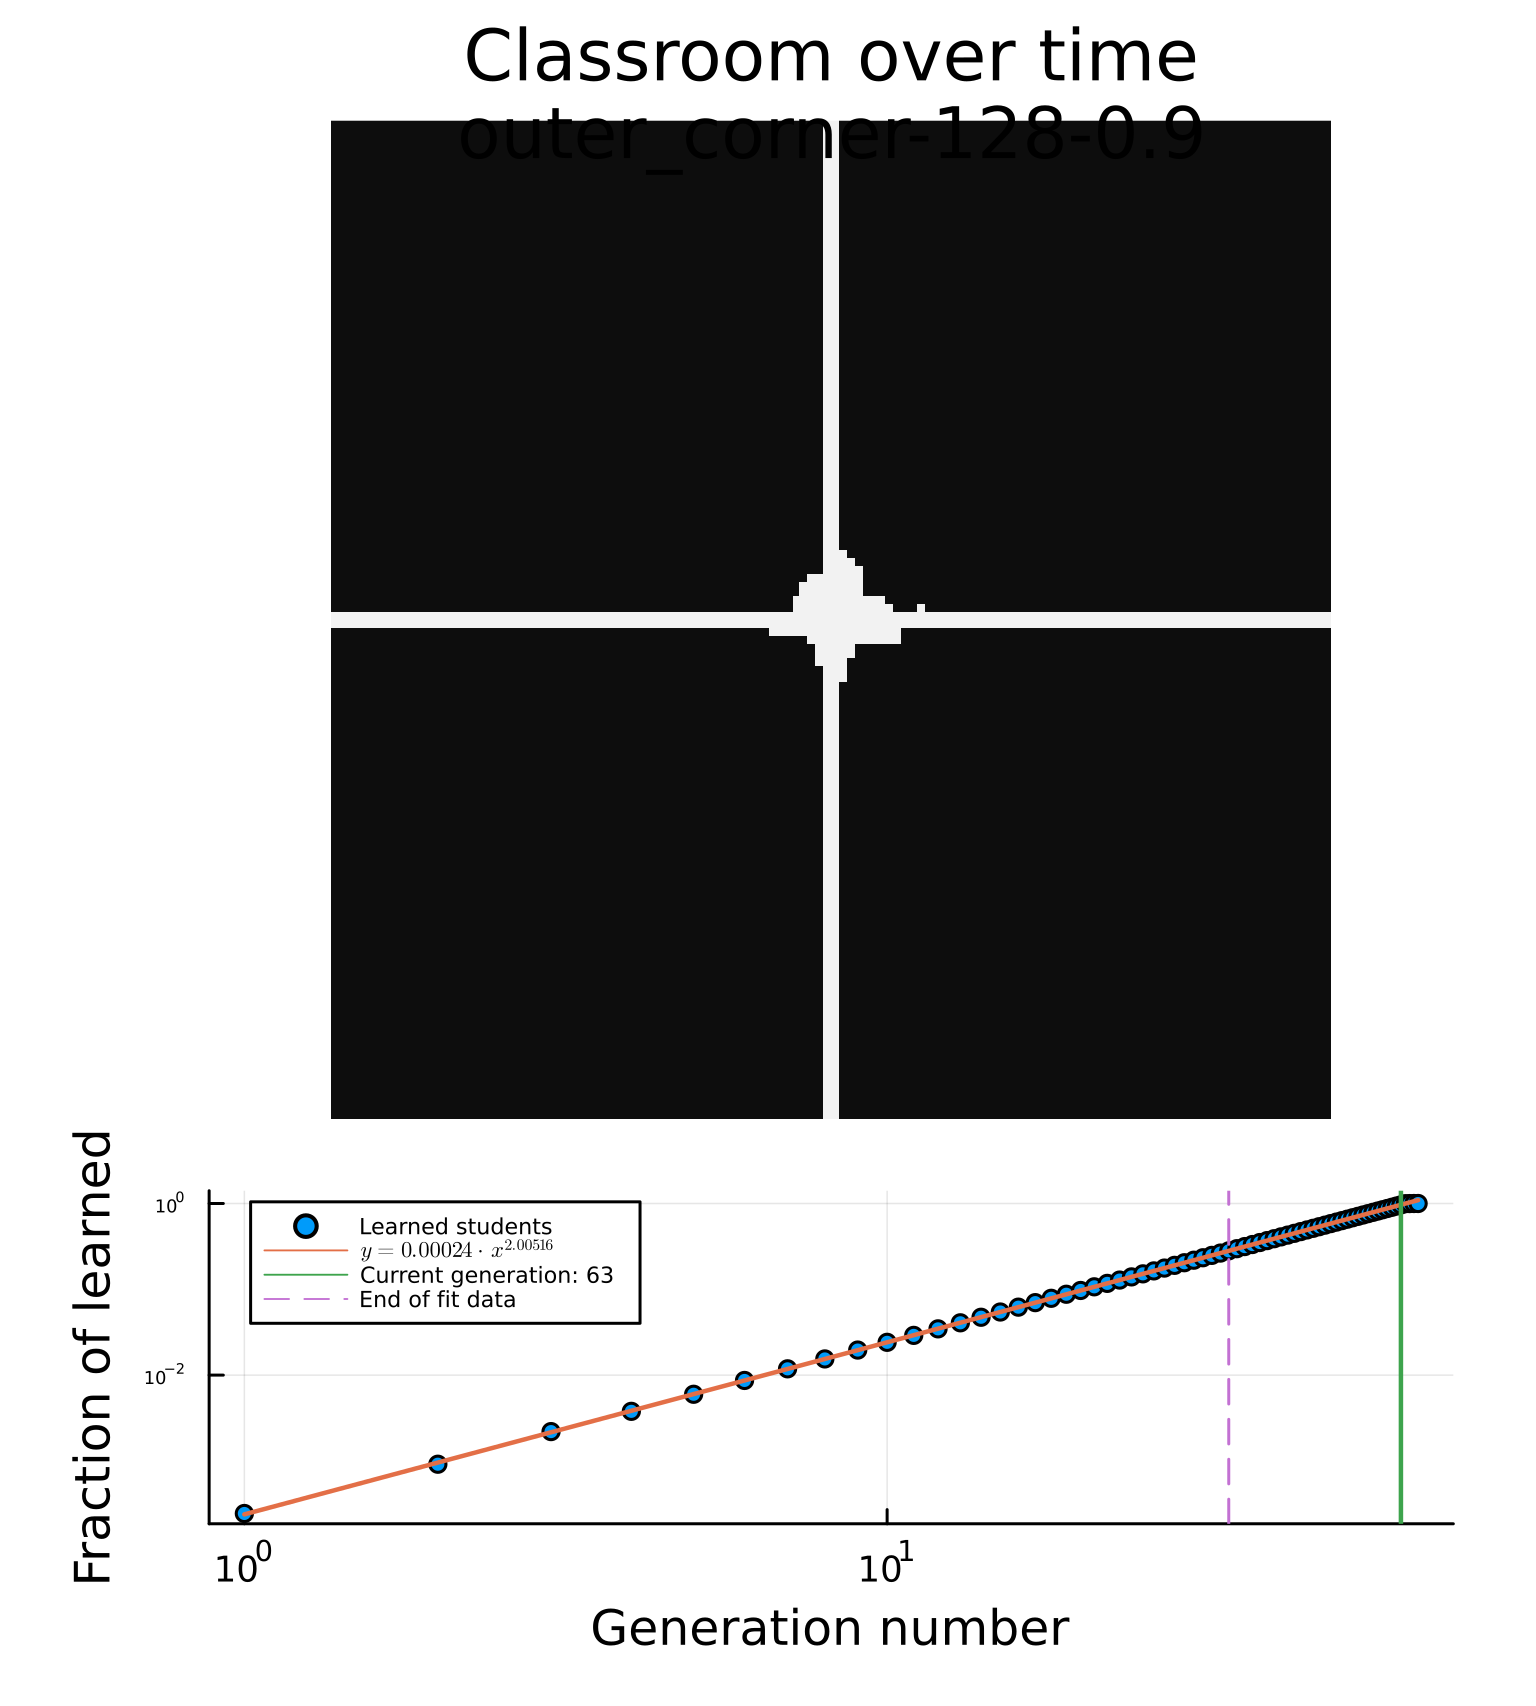 Classroom over time
outer_corner-128-0.9
Fraction of learned
10⁰
10⁻²
Learned students
y = 0.00024 · x^2.00516
Current generation: 63
End of fit data
10⁰
10¹
Generation number